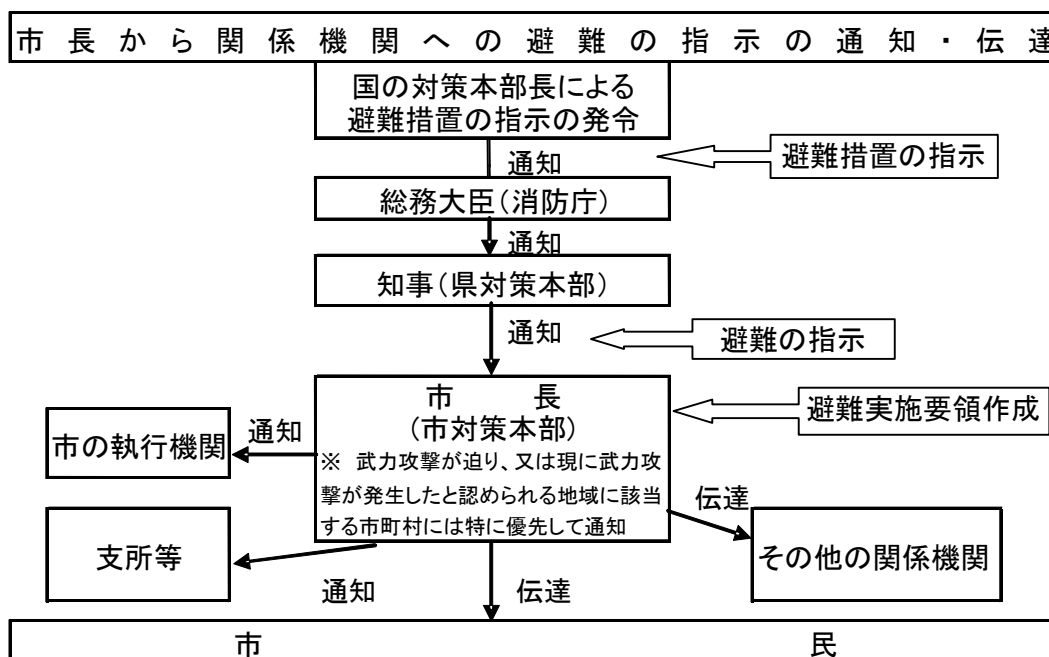 市長から関係機関への避難の指示の通知・伝達
国の対策本部長による
避難措置の指示の発令
通知
避難措置の指示
総務大臣(消防庁)
通知
知事(県対策本部)
通知
避難の指示
市 長
(市対策本部)
※ 武力攻撃が迫り、又は現に武力攻
撃が発生したと認められる地域に該当
する市町村には特に優先して通知
避難実施要領作成
市の執行機関
通知
伝達
支所等
その他の関係機関
通知
伝達
市 民